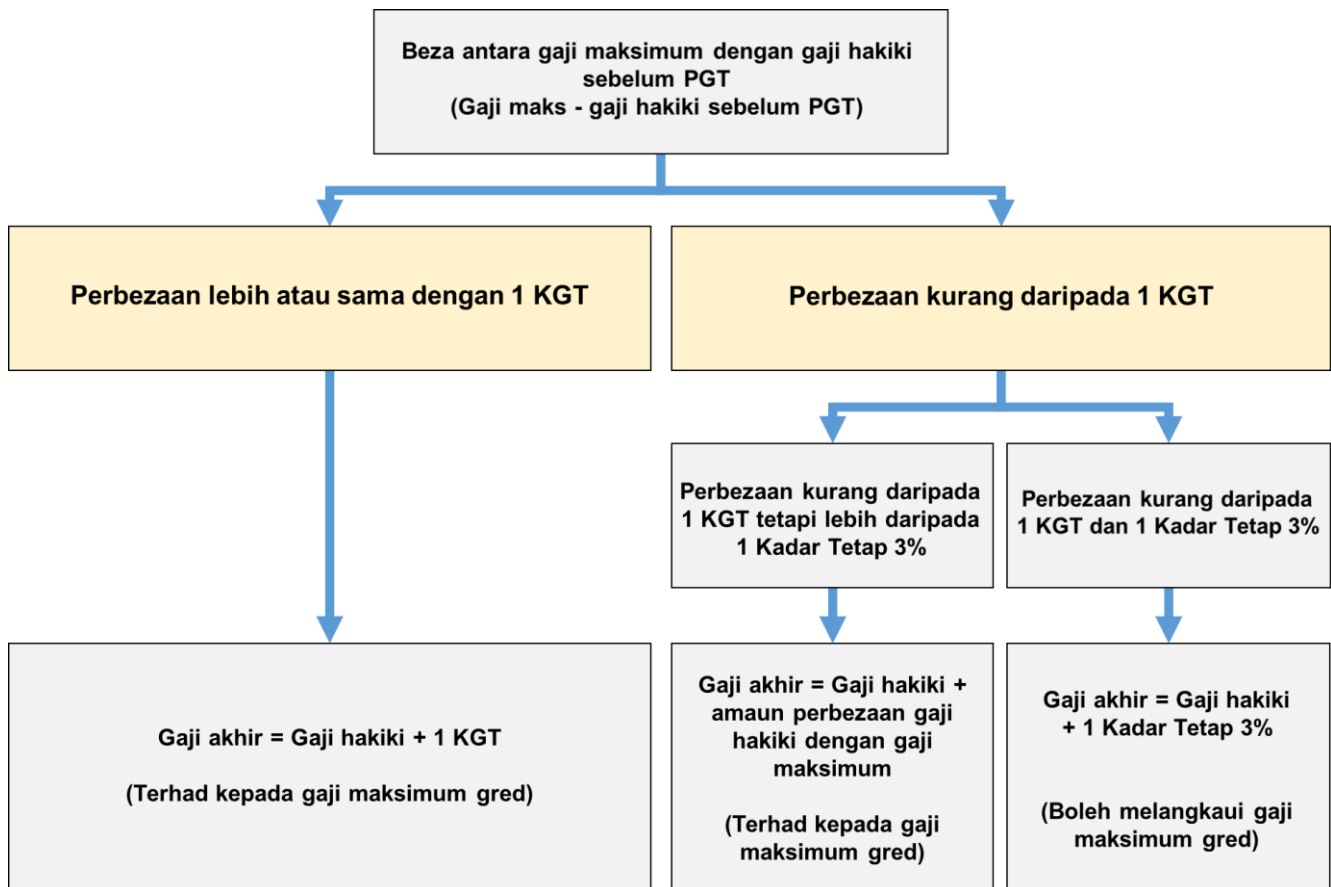 Beza antara gaji maksimum dengan gaji hakiki
sebelum PGT
(Gaji maks - gaji hakiki sebelum PGT)
Perbezaan lebih atau sama dengan 1 KGT
Perbezaan kurang daripada 1 KGT
Perbezaan kurang daripada
1 KGT tetapi lebih daripada
1 Kadar Tetap 3%
Perbezaan kurang daripada
1 KGT dan 1 Kadar Tetap 3%
Gaji akhir = Gaji hakiki + 1 KGT
(Terhad kepada gaji maksimum gred)
Gaji akhir = Gaji hakiki +
amaun perbezaan gaji
hakiki dengan gaji
maksimum
(Terhad kepada gaji
maksimum gred)
Gaji akhir = Gaji hakiki
+ 1 Kadar Tetap 3%
(Boleh melangkaui gaji
maksimum gred)